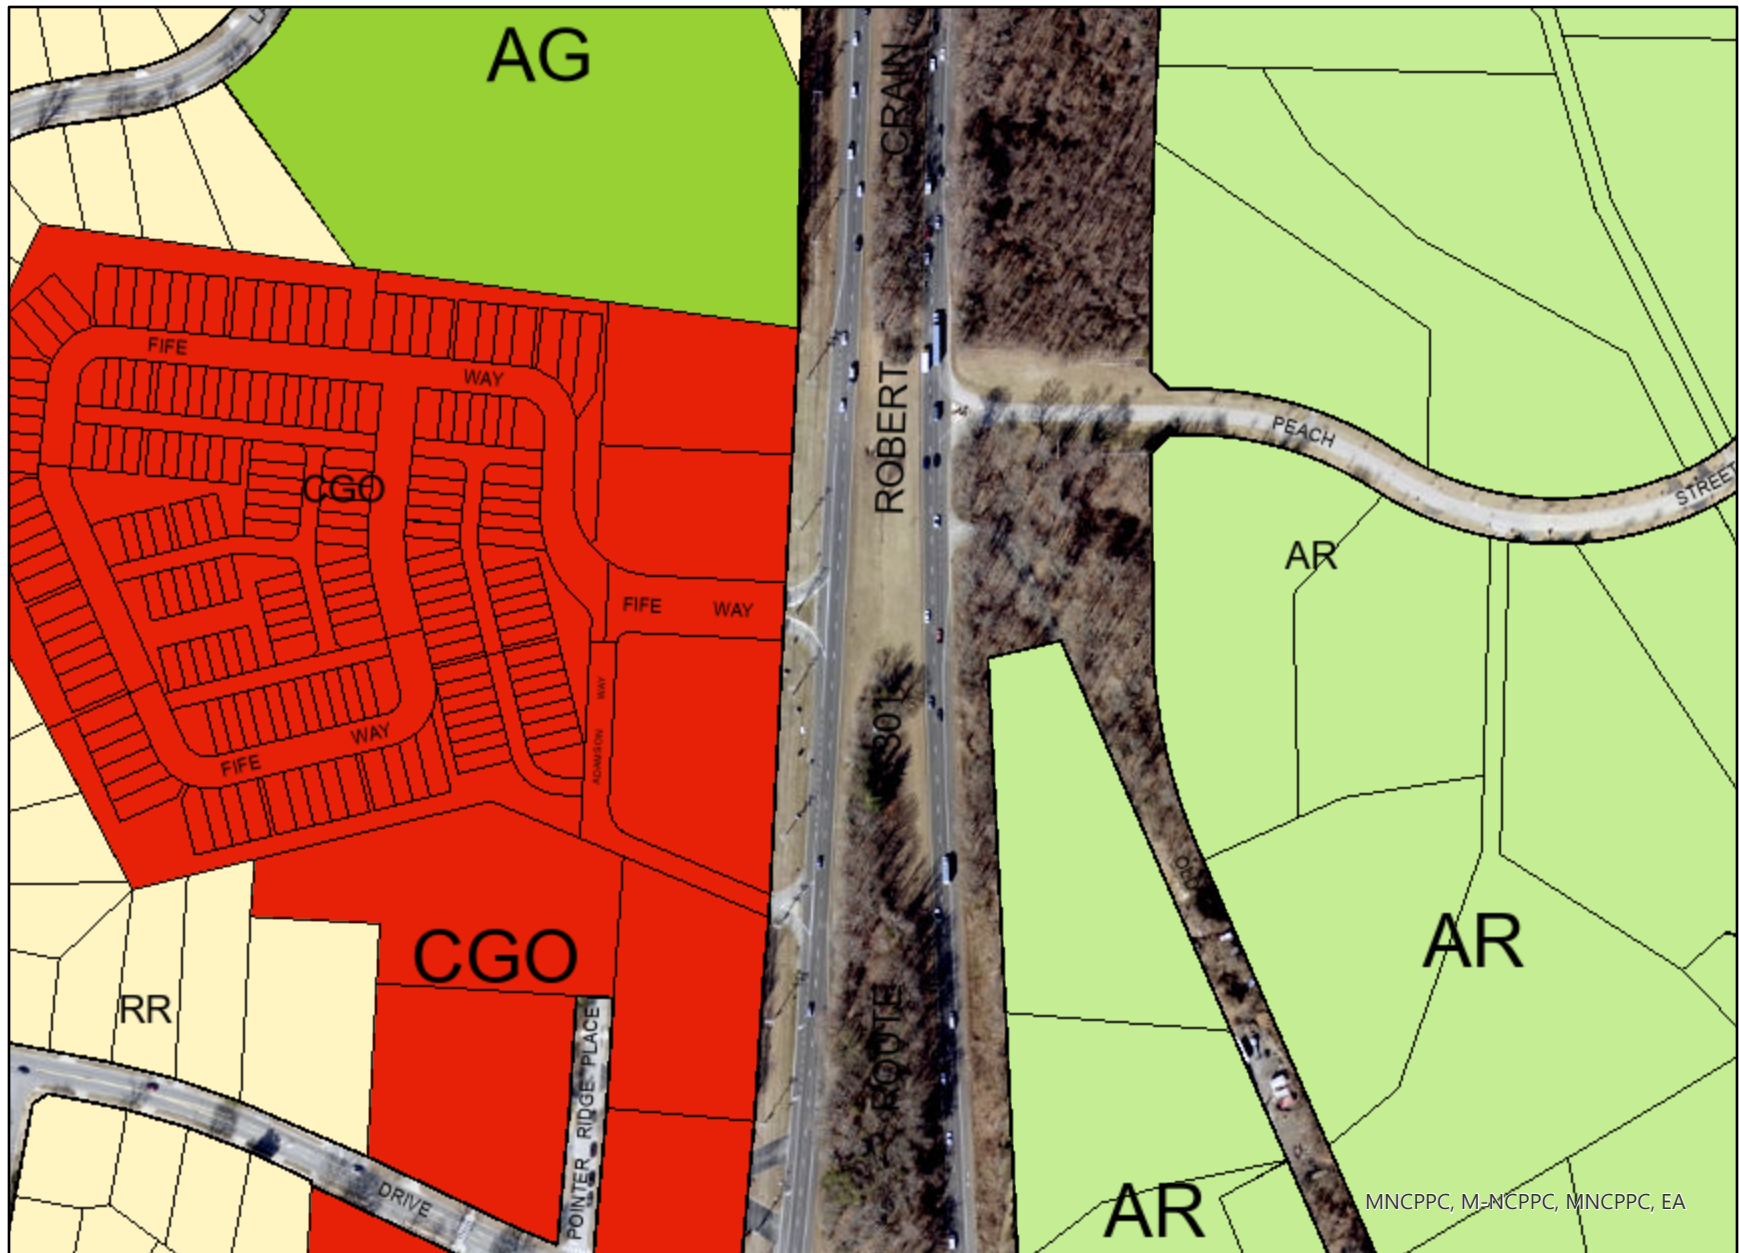 AG
CRAIN
FIFE
WAY
ROBERT
PEACH
STREET
CGO
AR
FIFE
WAY
WAY
ADAMSON
301
WAY
FIFE
OLD
CGO
AR
RR
ROUTE
POINTER RIDGE PLACE
DRIVE
AR
MNCPPC, M-NCPPC, MNCPPC, EA